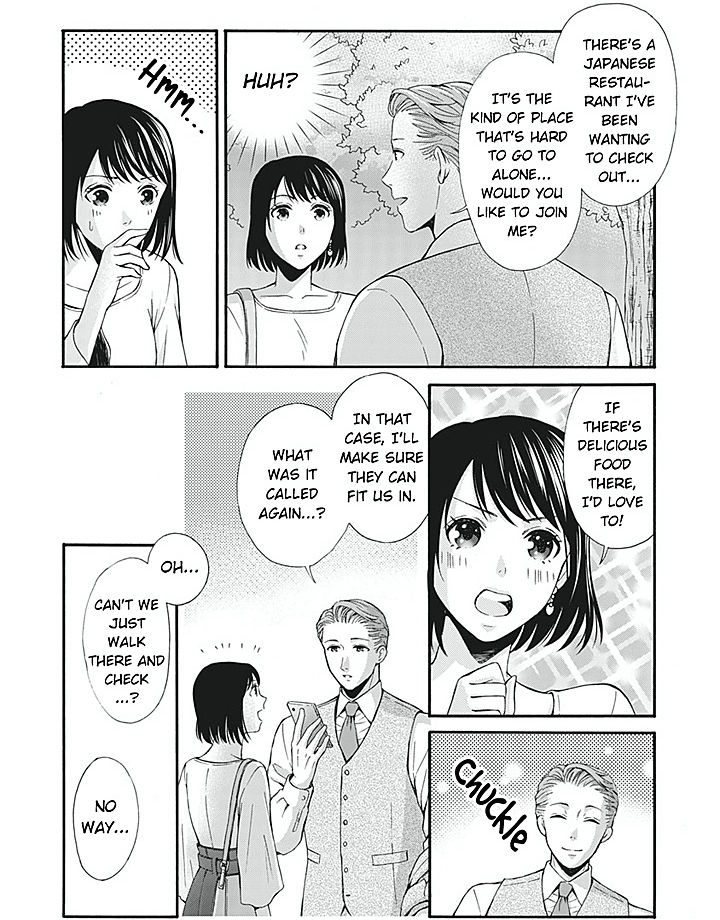 THERE'S A
JAPANESE
RESTAU-
RANT I'VE
BEEN
WANTING
TO CHECK
OUT...
IT'S THE
KIND OF PLACE
THAT'S HARD
TO GO TO
ALONE...
WOULD YOU
LIKE TO JOIN
ME?
HUH?
Hmm...
IF
THERE'S
DELICIOUS
FOOD
THERE,
I'D LOVE
TO!
Chuckle
IN THAT
CASE, I'LL
MAKE SURE
THEY CAN
FIT US IN.
WHAT
WAS IT
CALLED
AGAIN...?
OH...
CAN'T WE
JUST
WALK
THERE AND
CHECK
...?
NO
WAY...